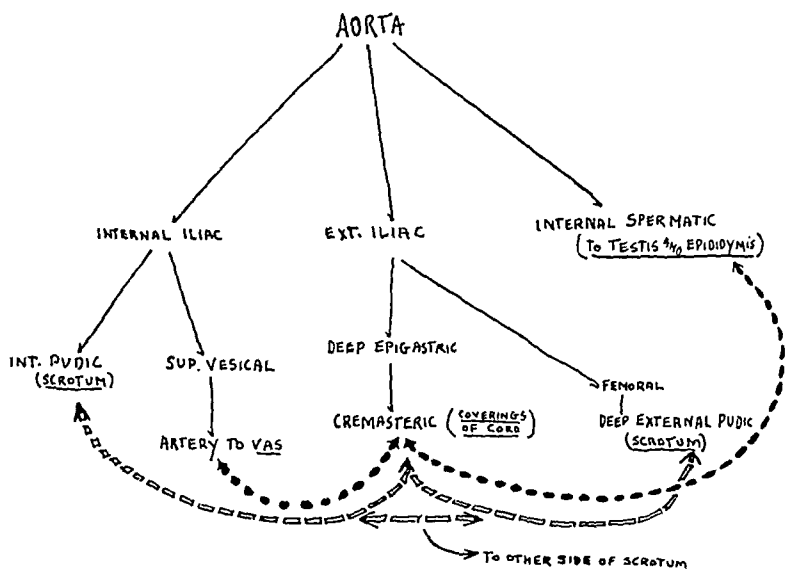 AORTA
INTERNAL ILIAC
EXT. ILIAC
INTERNAL SPERMATIC
(TO TESTIS AND EPIDIDYMIS)
INT. PUDIC
(SCROTUM)
SUP. VESICAL
DEEP EPIGASTRIC
FEMORAL
ARTERY TO VAS
CREMASTERIC
(COVERINGS
OF CORD)
DEEP EXTERNAL PUDIC
(SCROTUM)
TO OTHER SIDE OF SCROTUM